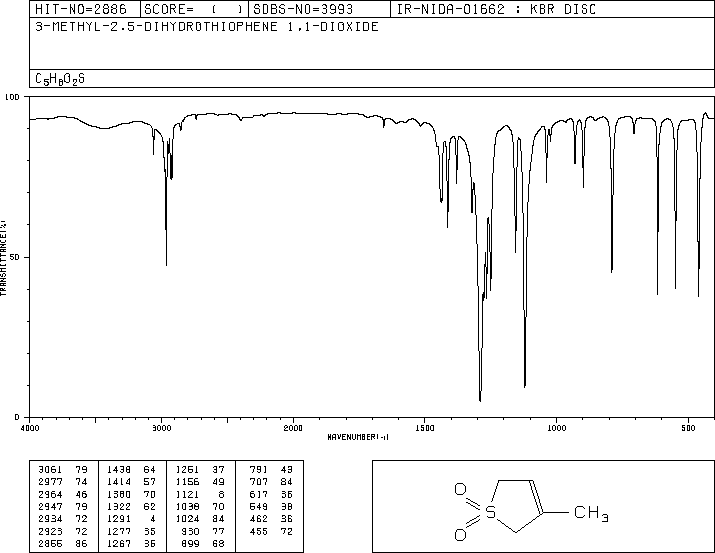 HIT-NO=2886 SCORE= ( ) SDBS-NO=3993 IR-NIDA-01662 : KBR DISC
3-METHYL-2,5-DIHYDROTHIOPHENE 1,1-DIOXIDE
C5H8O2S
100
TRANSMITTANCE(%)
50
0
4000 3000 2000 1500 1000 500
WAVENUMBER(-1)
3061 79 1438 64 1251 37 791 43
2977 74 1414 57 1156 49 707 84
2964 46 1380 70 1121 8 617 36
2947 79 1322 62 1038 70 549 38
2934 72 1291 4 1024 84 462 36
2923 72 1277 35 930 77 455 72
2866 86 1267 36 899 68
O
S
O
CH3